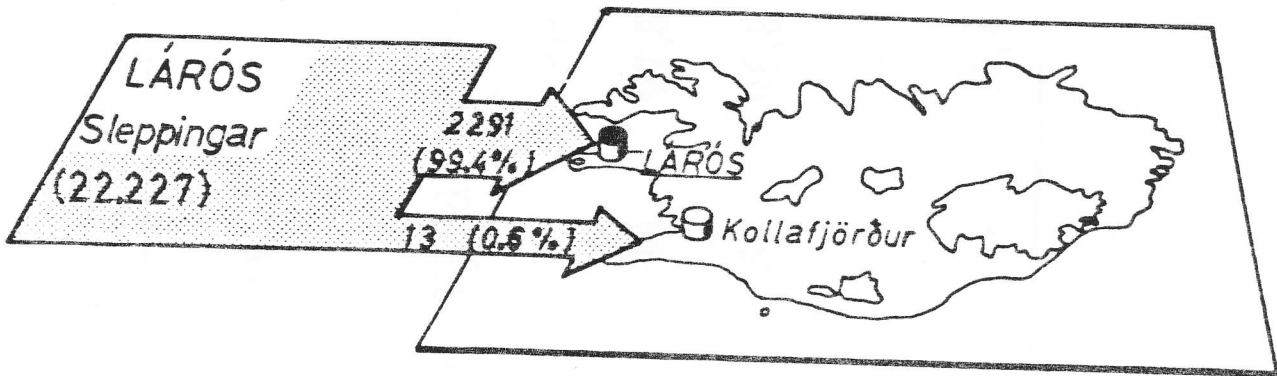 LÁRÓS
Sleppingar
(22.227)
2291
(99.4%)
13 (0.6%)
LÁRÓS
Kollafjörður